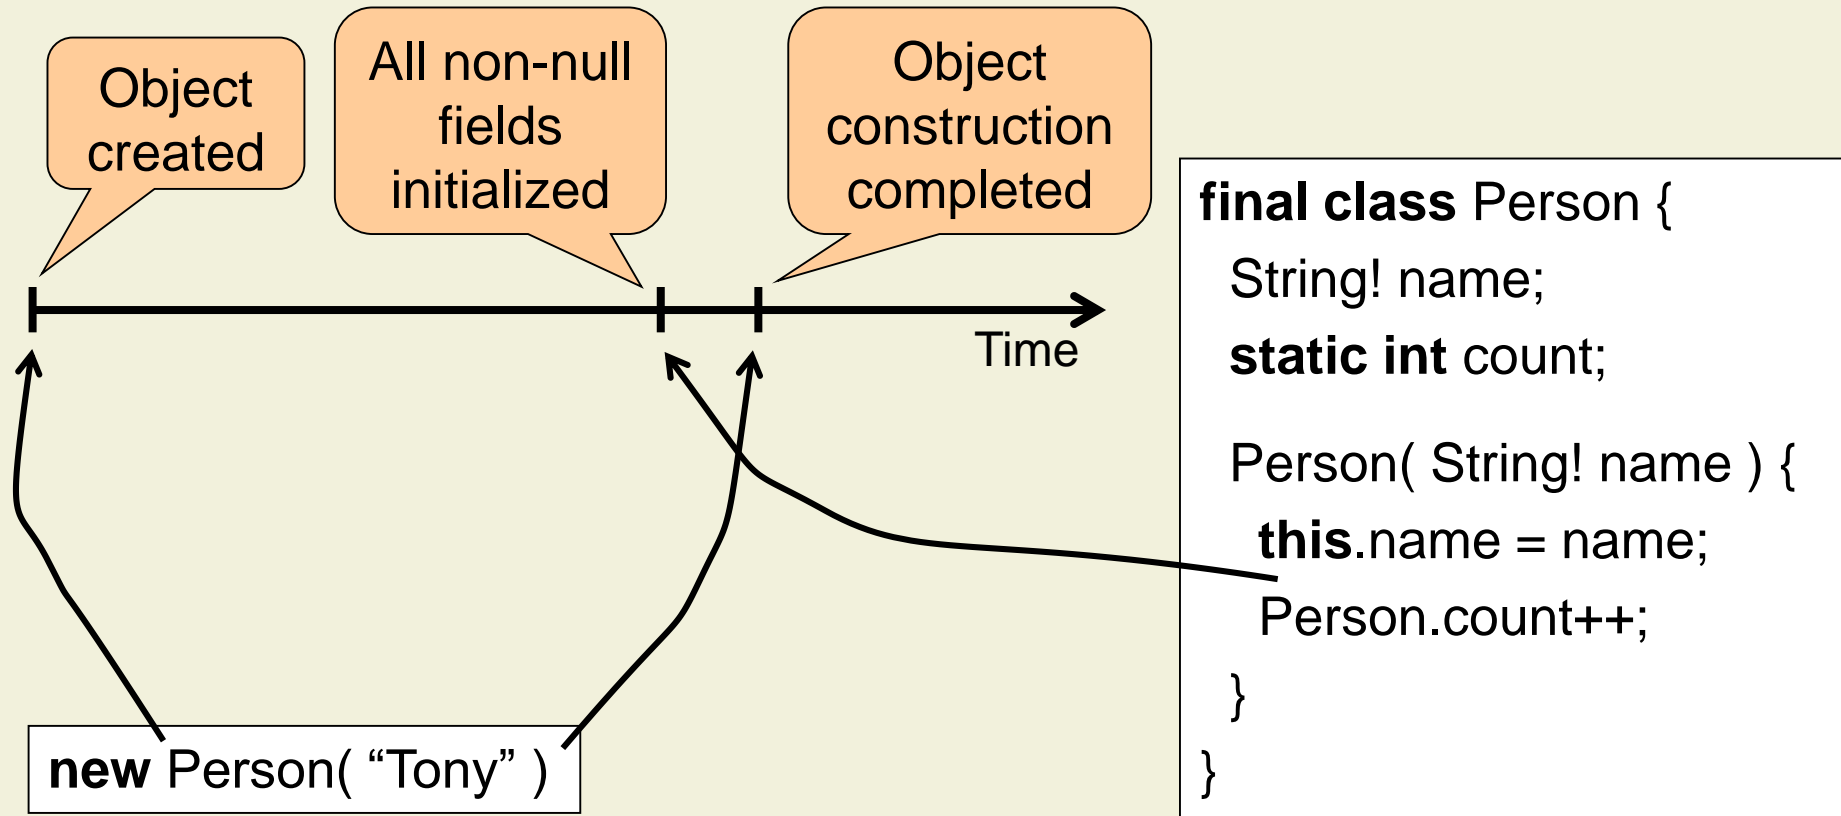 Object
created
All non-null
fields
initialized
Object
construction
completed
Time
new Person( “Tony” )
final class Person {
String! name;
static int count;
Person( String! name ) {
this.name = name;
Person.count++;
}
}